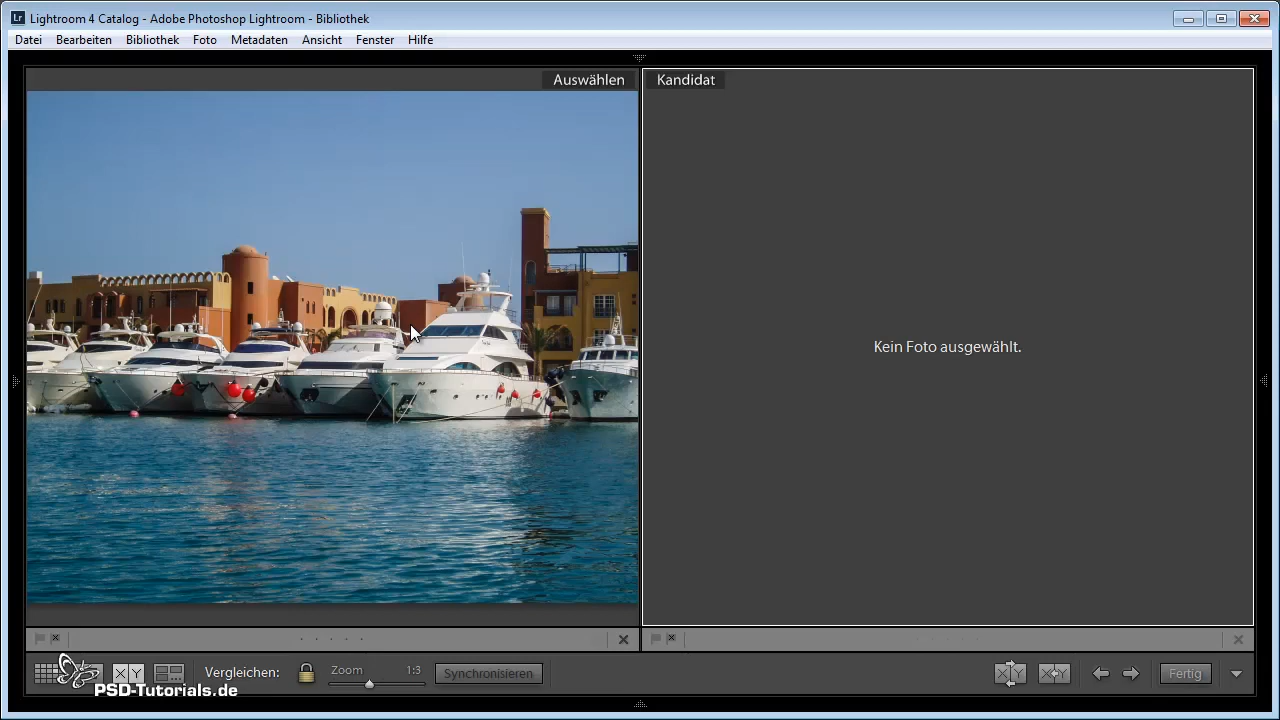 Lightroom 4 Catalog - Adobe Photoshop Lightroom - Bibliothek
Datei Bearbeiten Bibliothek Foto Metadaten Ansicht Fenster Hilfe
Auswählen
Kandidat
Kein Foto ausgewählt.
Vergleichen: Zoom 1:3 Synchronisieren Fertig
PSD-Tutorials.de